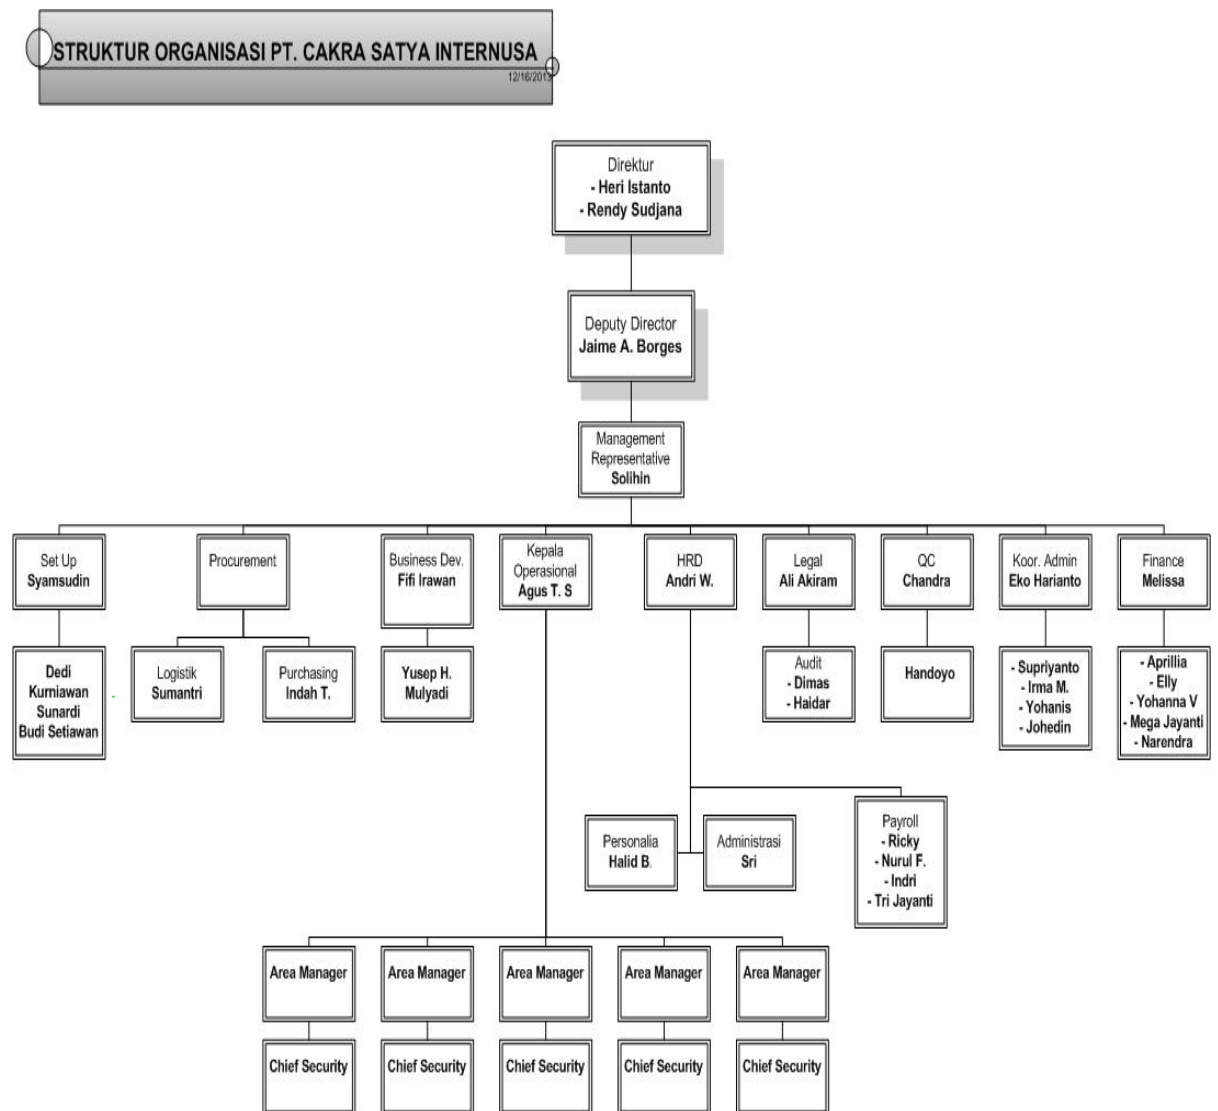 STRUKTUR ORGANISASI PT. CAKRA SATYA INTERNUSA
12/16/2013
Direktur
- Heri Istanto
- Rendy Sudjana
Deputy Director
Jaime A. Borges
Management
Representative
Solihin
Set Up
Syamsudin
Procurement
Business Dev.
Fifi Irawan
Kepala
Operasional
Agus T. S
HRD
Andri W.
Legal
Ali Akiram
QC
Chandra
Koor. Admin
Eko Harianto
Finance
Melissa
Dedi
Kurniawan
Sunardi
Budi Setiawan
Logistik
Sumantri
Purchasing
Indah T.
Yusep H.
Mulyadi
Audit
- Dimas
- Haidar
Handoyo
- Supriyanto
- Irma M.
- Yohanis
- Johedin
- Aprillia
- Elly
- Yohanna V
- Mega Jayanti
- Narendra
Personalia
Halid B.
Administrasi
Sri
Payroll
- Ricky
- Nurul F.
- Indri
- Tri Jayanti
Area Manager
Area Manager
Area Manager
Area Manager
Area Manager
Chief Security
Chief Security
Chief Security
Chief Security
Chief Security